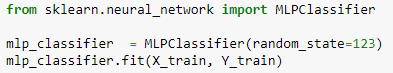 from sklearn.neural_network import MLPClassifier
mlp_classifier  = MLPClassifier(random_state=123)
mlp_classifier.fit(X_train, Y_train)